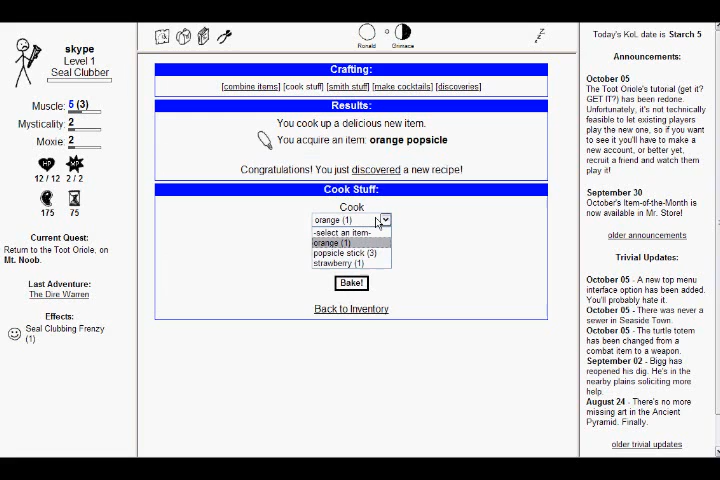 skype
Level 1
Seal Clubber
Muscle: 5 (3)
Mysticality: 2
Moxie: 2
HP MP
12 / 12 2 / 2
175 75
Current Quest:
Return to the Toot Oriole, on
Mt. Noob.
Last Adventure:
The Dire Warren
Effects:
Seal Clubbing Frenzy
(1)
Ronald Grimace
Crafting:
[combine items] [cook stuff] [smith stuff] [make cocktails] [discoveries]
Results:
You cook up a delicious new item.
You acquire an item: orange popsicle
Congratulations! You just discovered a new recipe!
Cook Stuff:
Cook
orange (1)
-select an item-
orange (1)
popsicle stick (3)
strawberry (1)
Bake!
Back to Inventory
Today's KoL date is Starch 5
Announcements:
October 05
The Toot Oriole's tutorial (get it?
GET IT?) has been redone.
Unfortunately, it's not technically
feasible to let existing players
play the new one, so if you want
to see it you'll have to make a
new account, or better yet,
recruit a friend and watch them
play it!
September 30
October's Item-of-the-Month is
now available in Mr. Store!
older announcements
Trivial Updates:
October 05 - A new top menu
interface option has been added.
You'll probably hate it.
October 05 - There was never a
sewer in Seaside Town.
October 05 - The turtle totem
has been changed from a
combat item to a weapon.
September 02 - Bigg has
reopened his dig. He's in the
nearby plains soliciting more
help.
August 24 - There's no more
missing art in the Ancient
Pyramid. Finally.
older trivial updates